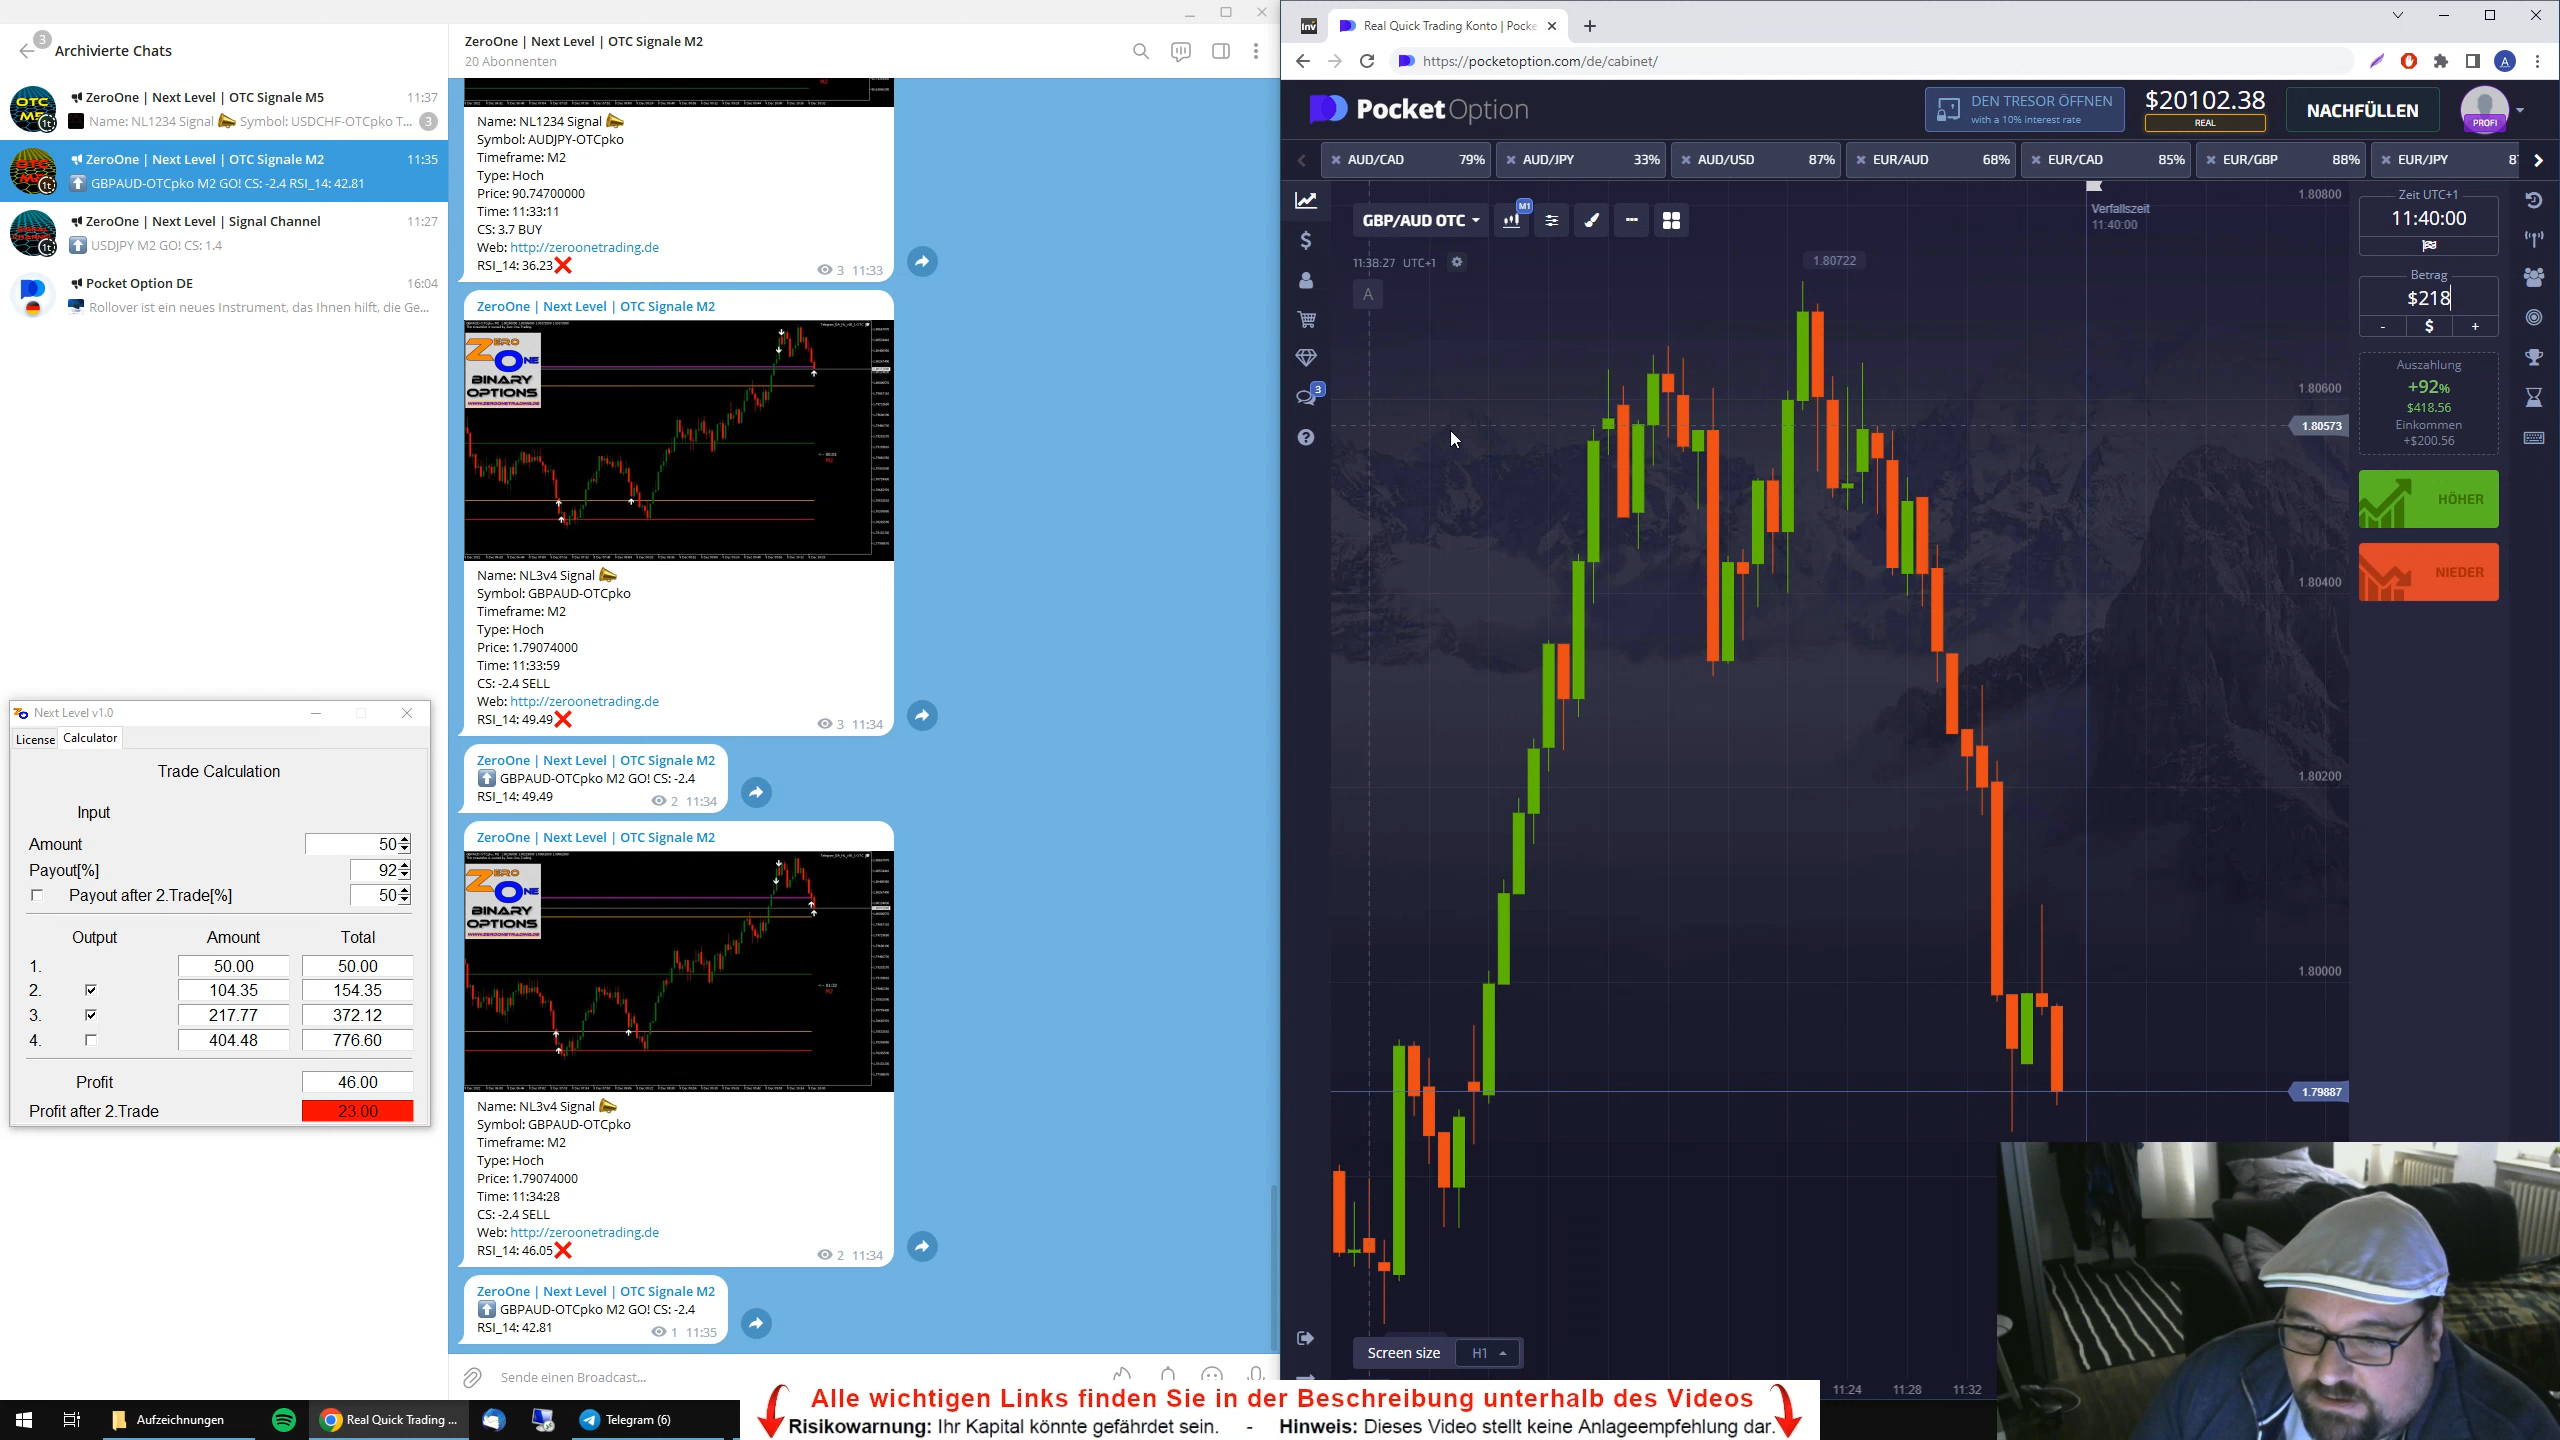 3
Archivierte Chats
ZeroOne | Next Level | OTC Signale M5
11:37
Name: NL1234 Signal Symbol: USDCHF-OTCpko T...
3
ZeroOne | Next Level | OTC Signale M2
11:35
GBPAUD-OTCpko M2 GO! CS: -2.4 RSI_14: 42.81
ZeroOne | Next Level | Signal Channel
11:27
USDJPY M2 GO! CS: 1.4
Pocket Option DE
16:04
Rollover ist ein neues Instrument, das Ihnen hilft, die Ge...
Next Level v1.0
License
Calculator
Trade Calculation
Input
Amount
50
Payout[%]
92
Payout after 2.Trade[%]
50
Output
Amount
Total
1.
50.00
50.00
2.
104.35
154.35
3.
217.77
372.12
4.
404.48
776.60
Profit
46.00
Profit after 2.Trade
23.00
ZeroOne | Next Level | OTC Signale M2
20 Abonnenten
Name: NL1234 Signal
Symbol: AUDJPY-OTCpko
Timeframe: M2
Type: Hoch
Price: 90.74700000
Time: 11:33:11
CS: 3.7 BUY
Web: http://zeroonetrading.de
RSI_14: 36.23
3 11:33
ZeroOne | Next Level | OTC Signale M2
ZERO
ONE
BINARY
OPTIONS
WWW.ZEROONETRADING.DE
Name: NL3v4 Signal
Symbol: GBPAUD-OTCpko
Timeframe: M2
Type: Hoch
Price: 1.79074000
Time: 11:33:59
CS: -2.4 SELL
Web: http://zeroonetrading.de
RSI_14: 49.49
3 11:34
ZeroOne | Next Level | OTC Signale M2
GBPAUD-OTCpko M2 GO! CS: -2.4
RSI_14: 49.49
2 11:34
ZeroOne | Next Level | OTC Signale M2
ZERO
ONE
BINARY
OPTIONS
WWW.ZEROONETRADING.DE
Name: NL3v4 Signal
Symbol: GBPAUD-OTCpko
Timeframe: M2
Type: Hoch
Price: 1.79074000
Time: 11:34:28
CS: -2.4 SELL
Web: http://zeroonetrading.de
RSI_14: 46.05
2 11:34
ZeroOne | Next Level | OTC Signale M2
GBPAUD-OTCpko M2 GO! CS: -2.4
RSI_14: 42.81
1 11:35
Sende einen Broadcast...
Inv
Real Quick Trading Konto | Pocke
https://pocketoption.com/de/cabinet/
A
PocketOption
DEN TRESOR ÖFFNEN
with a 10% interest rate
$20102.38
REAL
NACHFÜLLEN
PROFI
AUD/CAD 79%
AUD/JPY 33%
AUD/USD 87%
EUR/AUD 68%
EUR/CAD 85%
EUR/GBP 88%
EUR/JPY 8
GBP/AUD OTC
M1
11:38:27 UTC+1
A
1.80722
Verfallszeit
11:40:00
1.80800
1.80600
1.80573
1.80400
1.80200
1.80000
1.79887
3
Zeit UTC+1
11:40:00
Betrag
$218
- $ +
Auszahlung
+92%
$418.56
Einkommen
+$200.56
HÖHER
NIEDER
Screen size
H1
11:24
11:28
11:32
Aufzeichnungen
Real Quick Trading ...
Telegram (6)
Alle wichtigen Links finden Sie in der Beschreibung unterhalb des Videos
Risikowarnung: Ihr Kapital könnte gefährdet sein. - Hinweis: Dieses Video stellt keine Anlageempfehlung dar.